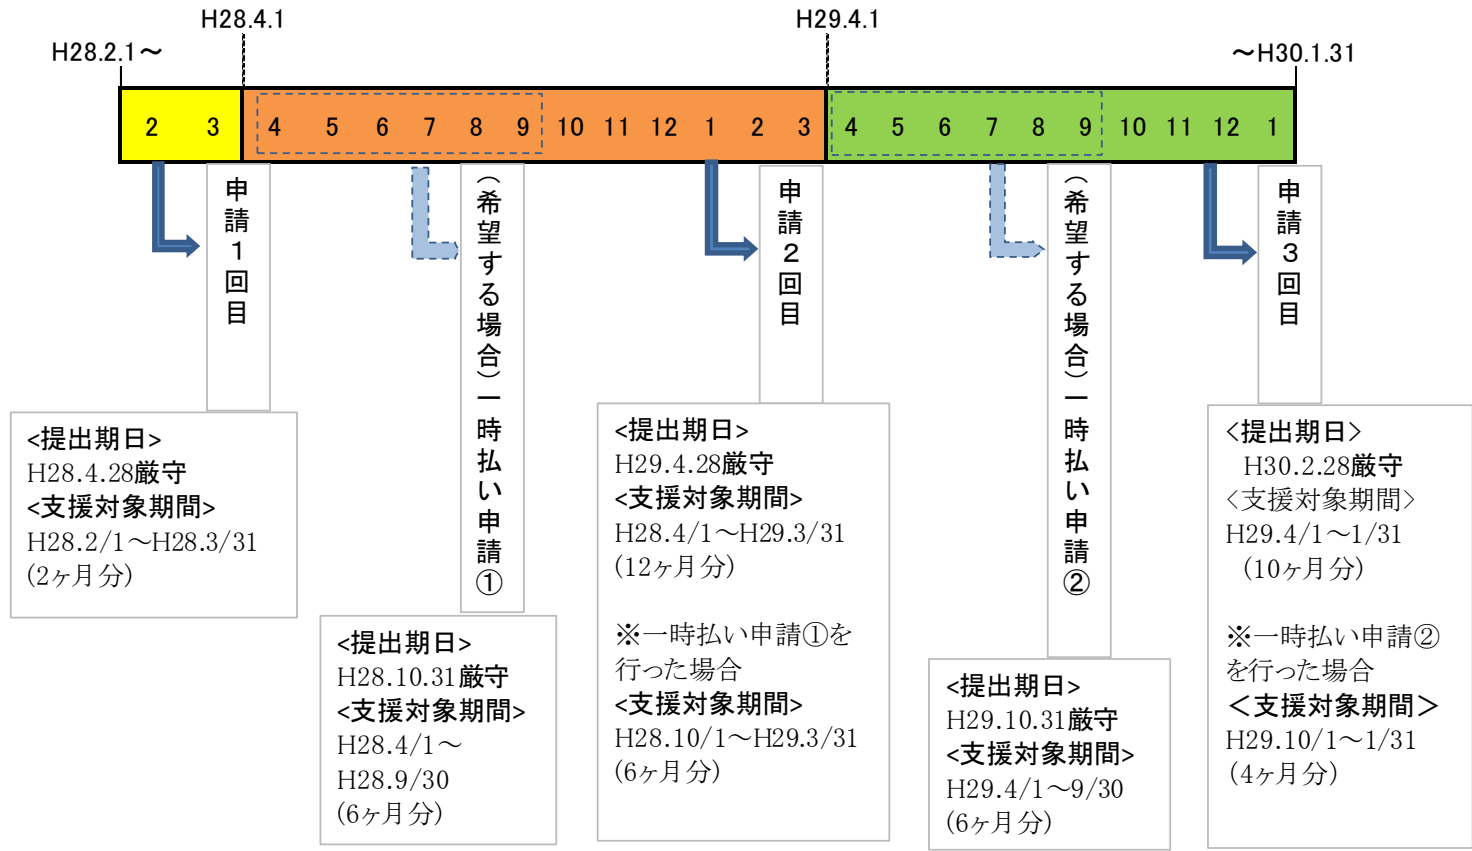 H28.4.1
H29.4.1
H28.2.1～
～H30.1.31
2 3 4 5 6 7 8 9 10 11 12 1 2 3 4 5 6 7 8 9 10 11 12 1
申請１回目
（希望する場合）一時払い申請①
申請２回目
（希望する場合）一時払い申請②
申請３回目
<提出期日>
H28.4.28厳守
<支援対象期間>
H28.2/1～H28.3/31
(2ヶ月分)
<提出期日>
H28.10.31厳守
<支援対象期間>
H28.4/1～
H28.9/30
(6ヶ月分)
<提出期日>
H29.4.28厳守
<支援対象期間>
H28.4/1～H29.3/31
(12ヶ月分)
※一時払い申請①を
行った場合
<支援対象期間>
H28.10/1～H29.3/31
(6ヶ月分)
<提出期日>
H29.10.31厳守
<支援対象期間>
H29.4/1～9/30
(6ヶ月分)
〈提出期日〉
H30.2.28厳守
〈支援対象期間〉
H29.4/1～1/31
(10ヶ月分)
※一時払い申請②
を行った場合
＜支援対象期間＞
H29.10/1～1/31
(4ヶ月分)